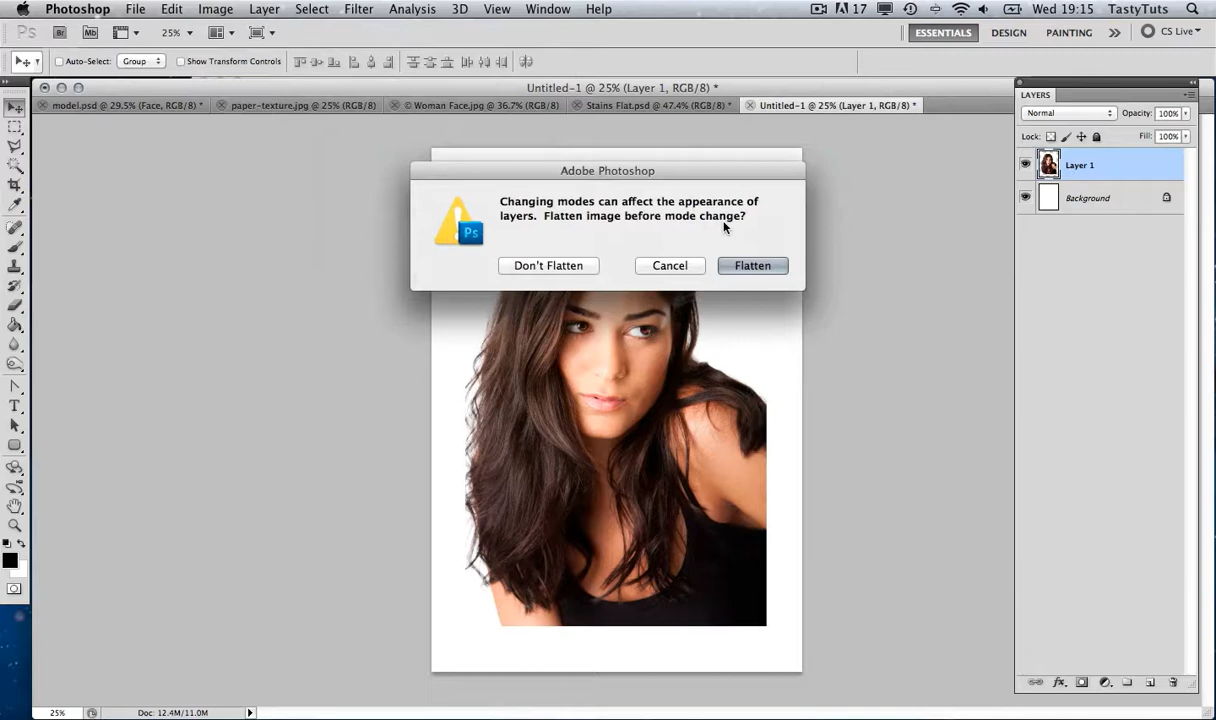 Photoshop File Edit Image Layer Select Filter Analysis 3D View Window Help 17 Wed 19:15 TastyTuts
Ps Br Mb 25% ESSENTIALS DESIGN PAINTING CS Live
Auto-Select: Group Show Transform Controls
Untitled-1 @ 25% (Layer 1, RGB/8) *
model.psd @ 29.5% (Face, RGB/8) * paper-texture.jpg @ 25% (RGB/8) © Woman Face.jpg @ 36.7% (RGB/8) Stains Flat.psd @ 47.4% (RGB/8) * Untitled-1 @ 25% (Layer 1, RGB/8) *
LAYERS
Normal Opacity: 100%
Lock: Fill: 100%
Layer 1
Background
Adobe Photoshop
Changing modes can affect the appearance of
layers. Flatten image before mode change?
Ps
Don't Flatten Cancel Flatten
25% Doc: 12.4M/11.0M